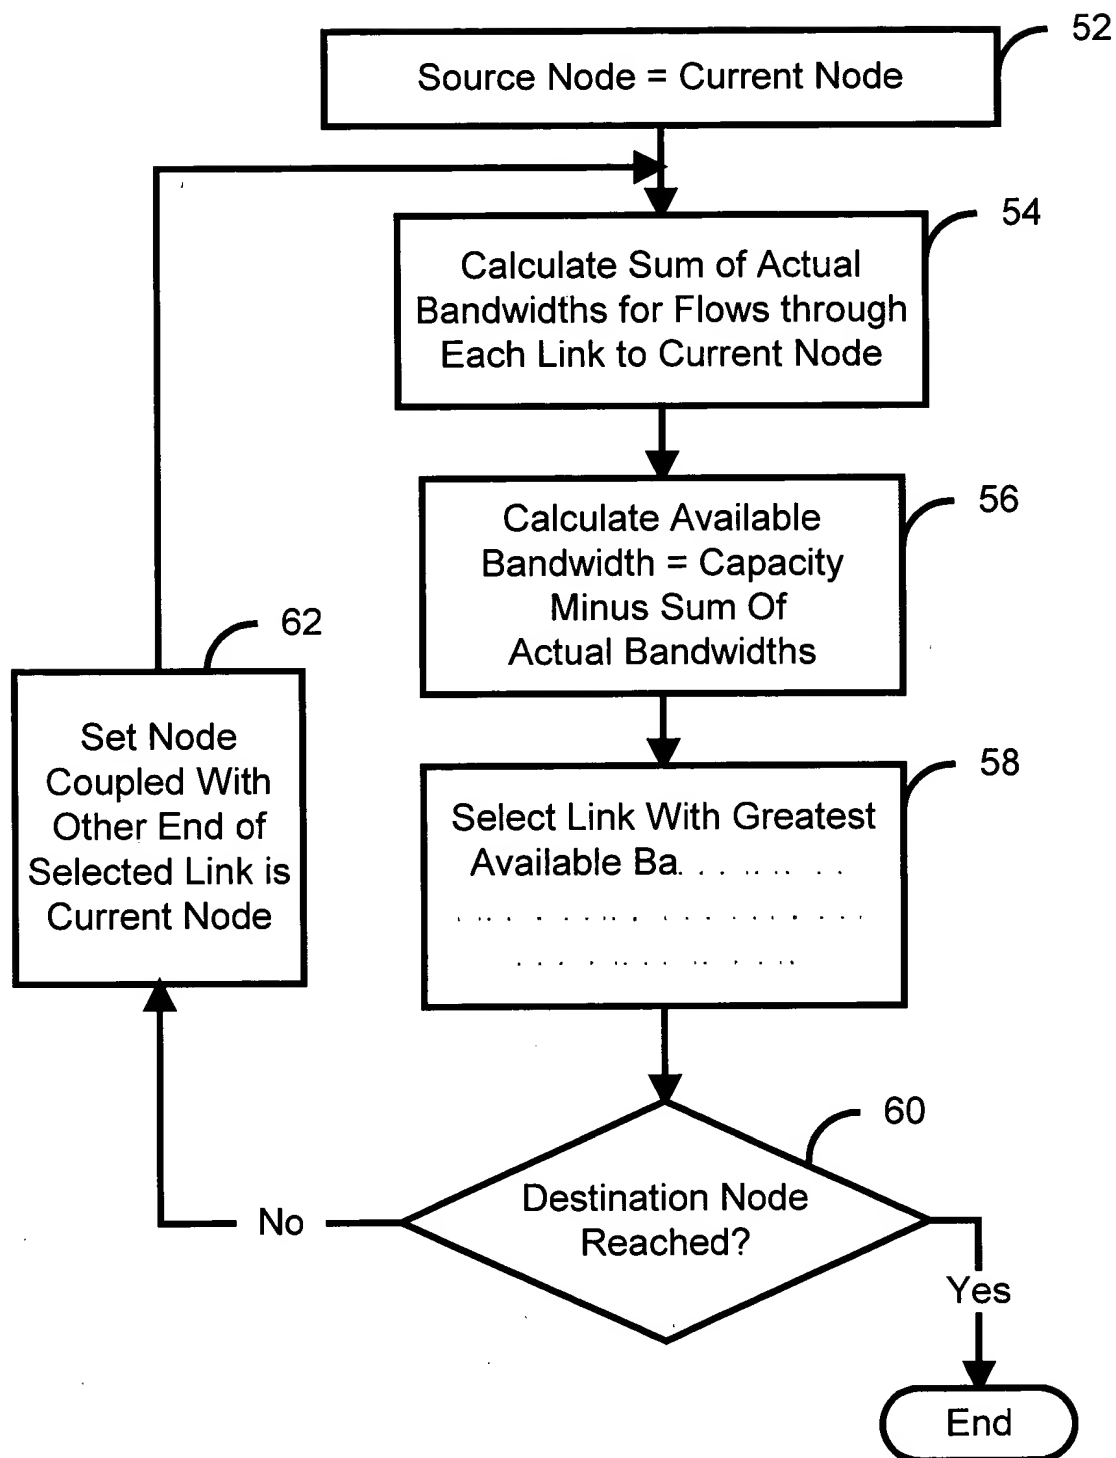 52
Source Node = Current Node
54
Calculate Sum of Actual
Bandwidths for Flows through
Each Link to Current Node
56
Calculate Available
Bandwidth = Capacity
Minus Sum Of
Actual Bandwidths
62
Set Node
Coupled With
Other End of
Selected Link is
Current Node
58
Select Link With Greatest
Available
60
Destination Node
Reached?
No
Yes
End